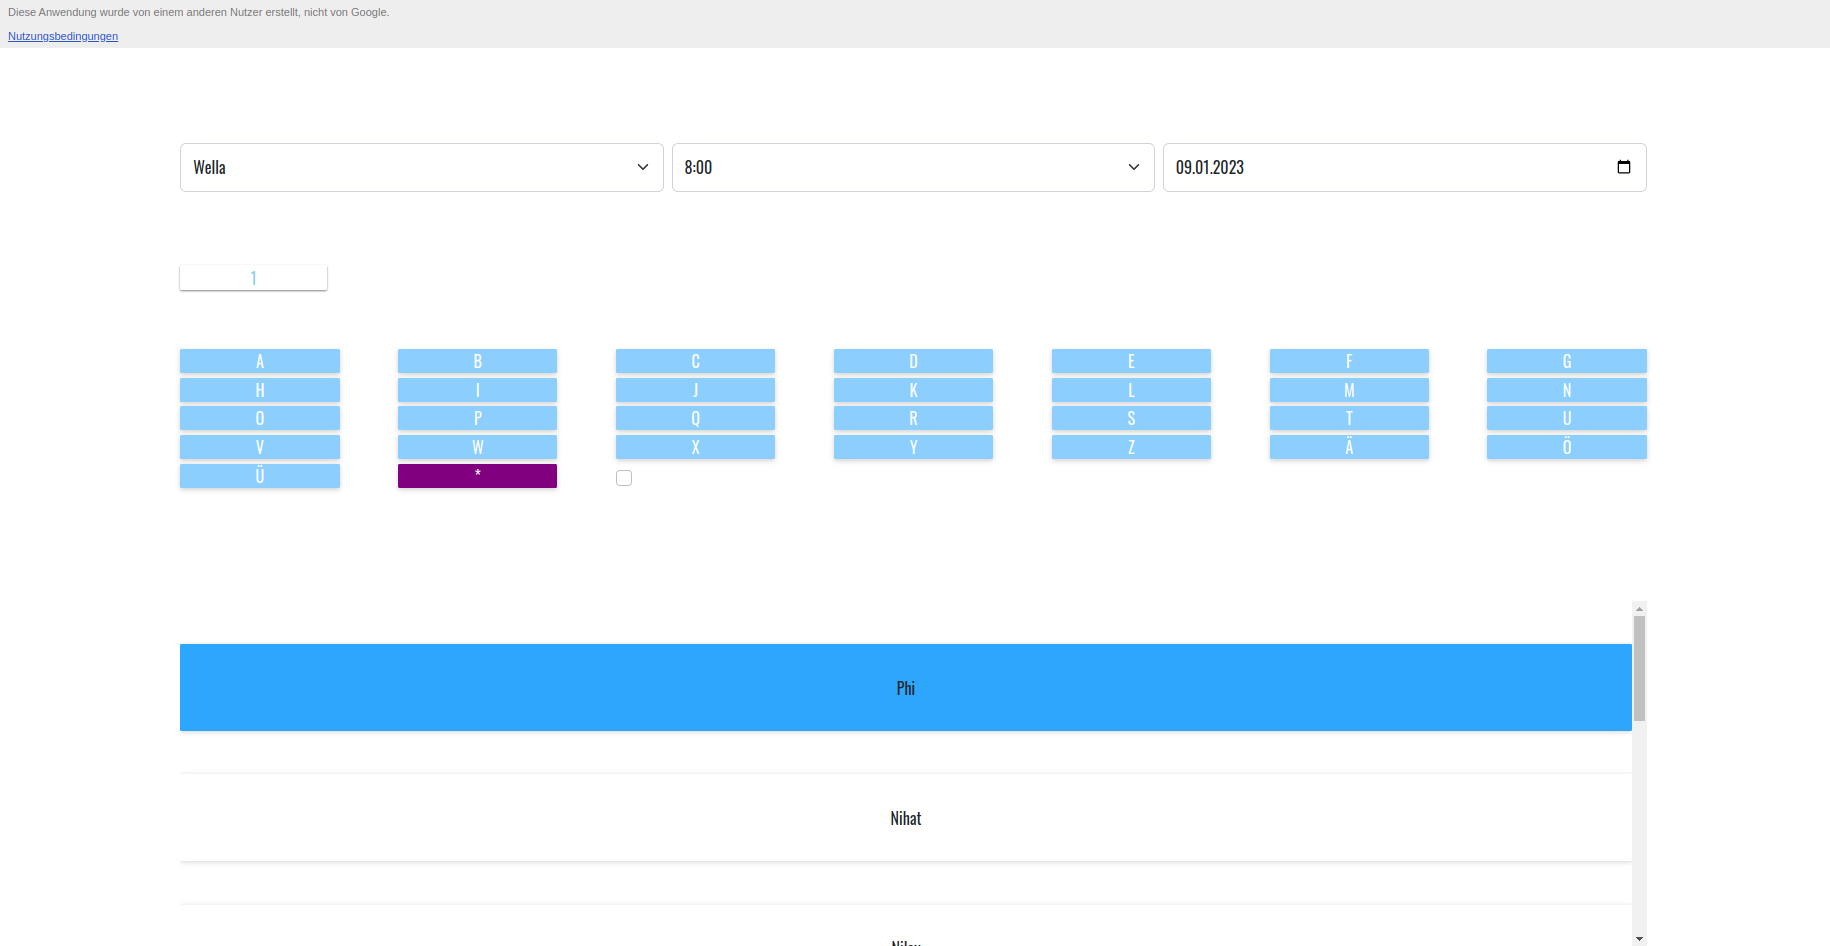 Diese Anwendung wurde von einem anderen Nutzer erstellt, nicht von Google.
Nutzungsbedingungen
Wella 8:00 09.01.2023
1
A B C D E F G
H I J K L M N
O P Q R S T U
V W X Y Z Ä Ö
Ü *
Phi
Nihat